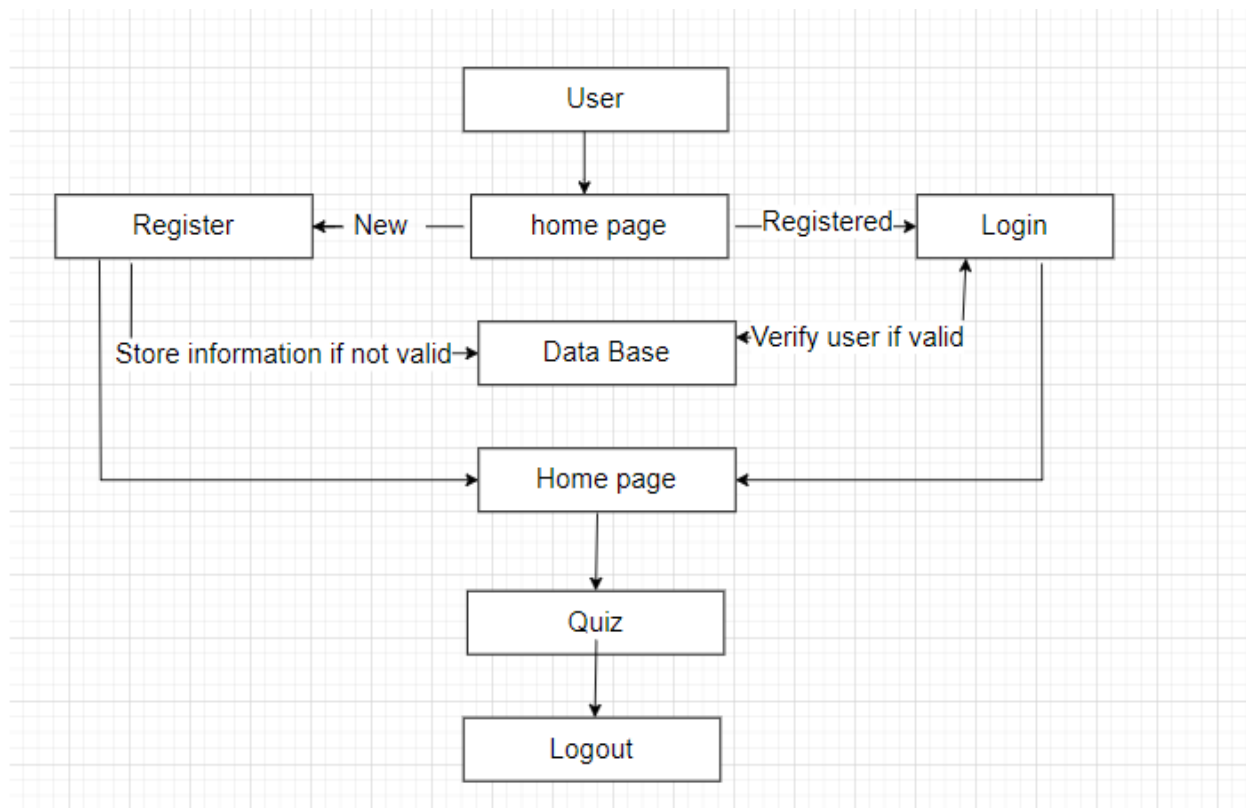 User
Register
New
home page
Registered
Login
Store information if not valid
Data Base
Verify user if valid
Home page
Quiz
Logout